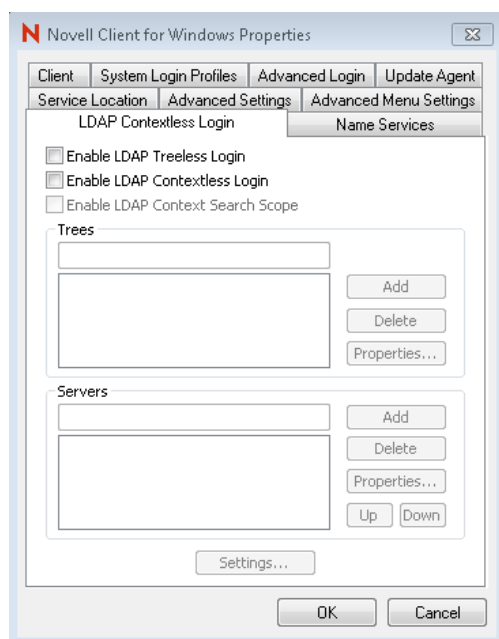 N Novell Client for Windows Properties
Client System Login Profiles Advanced Login Update Agent
Service Location Advanced Settings Advanced Menu Settings
LDAP Contextless Login Name Services
Enable LDAP Treeless Login
Enable LDAP Contextless Login
Enable LDAP Context Search Scope
Trees
Add
Delete
Properties...
Servers
Add
Delete
Properties...
Up Down
Settings...
OK Cancel